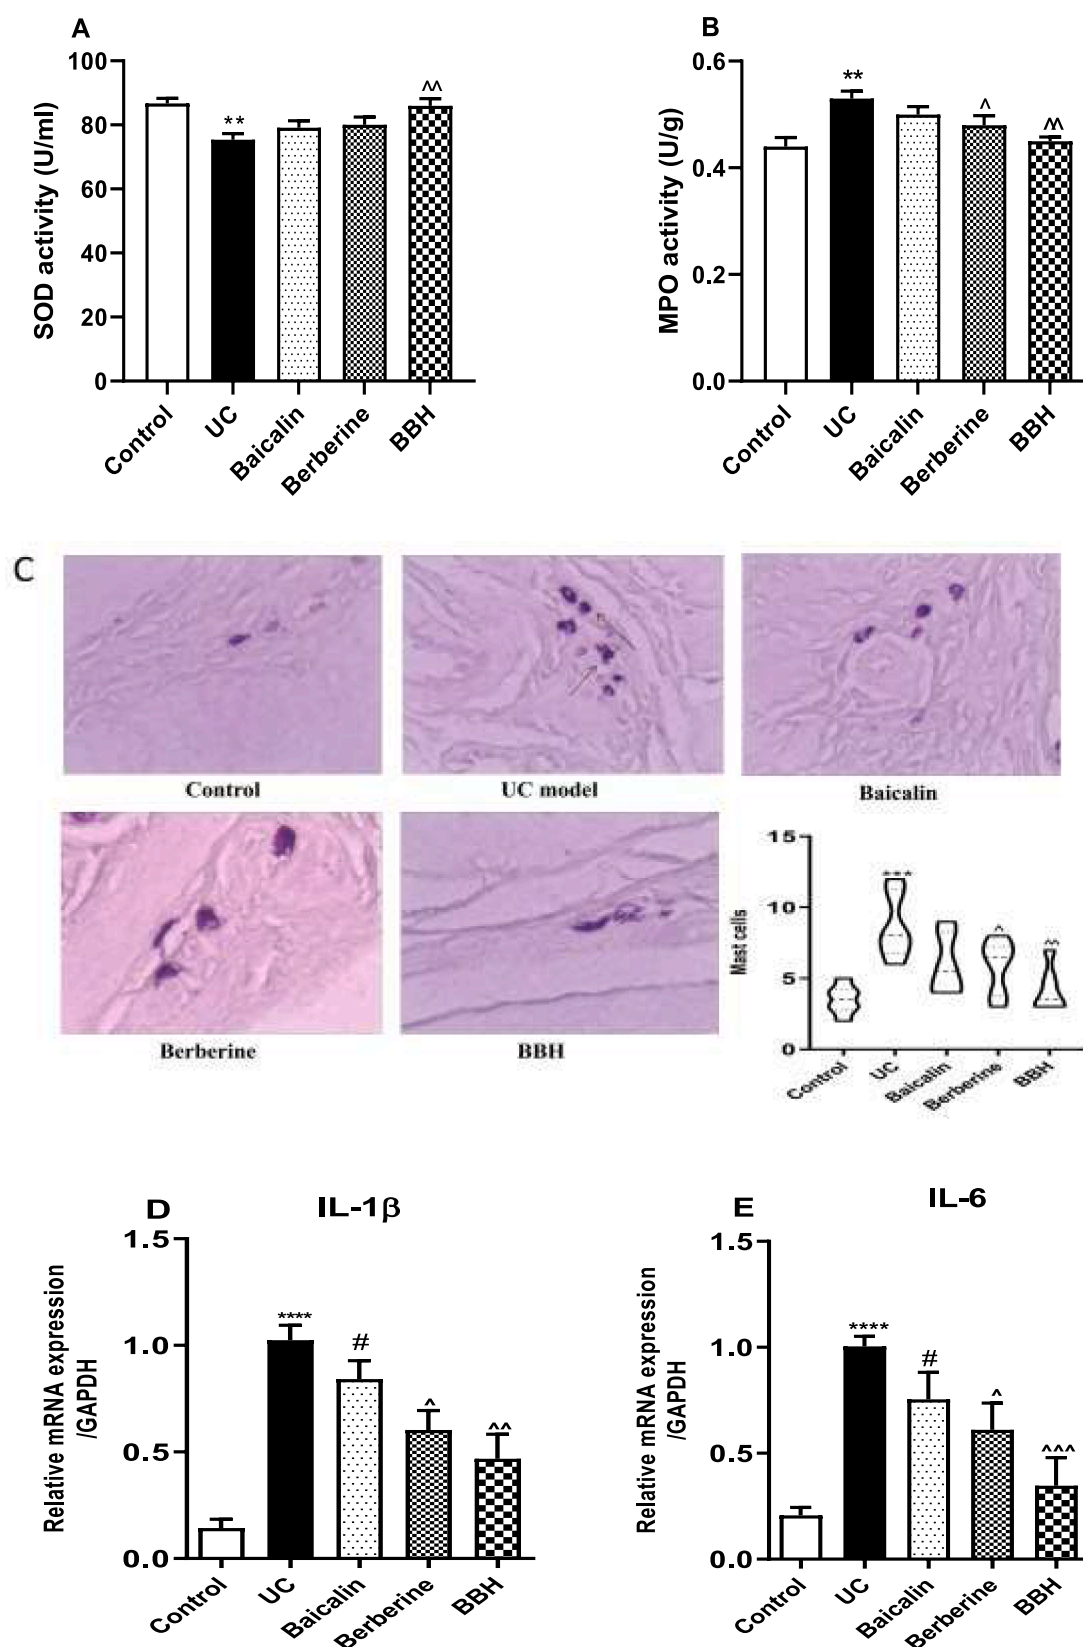 A
SOD activity (U/ml)
100
80
60
40
20
0
**
^^
Control
UC
Baicalin
Berberine
BBH
B
MPO activity (U/g)
0.6
0.4
0.2
0.0
**
^
^^
Control
UC
Baicalin
Berberine
BBH
C
Control
UC model
Baicalin
Berberine
BBH
Mast cells
15
10
5
0
***
^
^^
Control
UC
Baicalin
Berberine
BBH
D
IL-1β
Relative mRNA expression
/GAPDH
1.5
1.0
0.5
0.0
****
#
^
^^
Control
UC
Baicalin
Berberine
BBH
E
IL-6
Relative mRNA expression
/GAPDH
1.5
1.0
0.5
0.0
****
#
^
^^^
Control
UC
Baicalin
Berberine
BBH